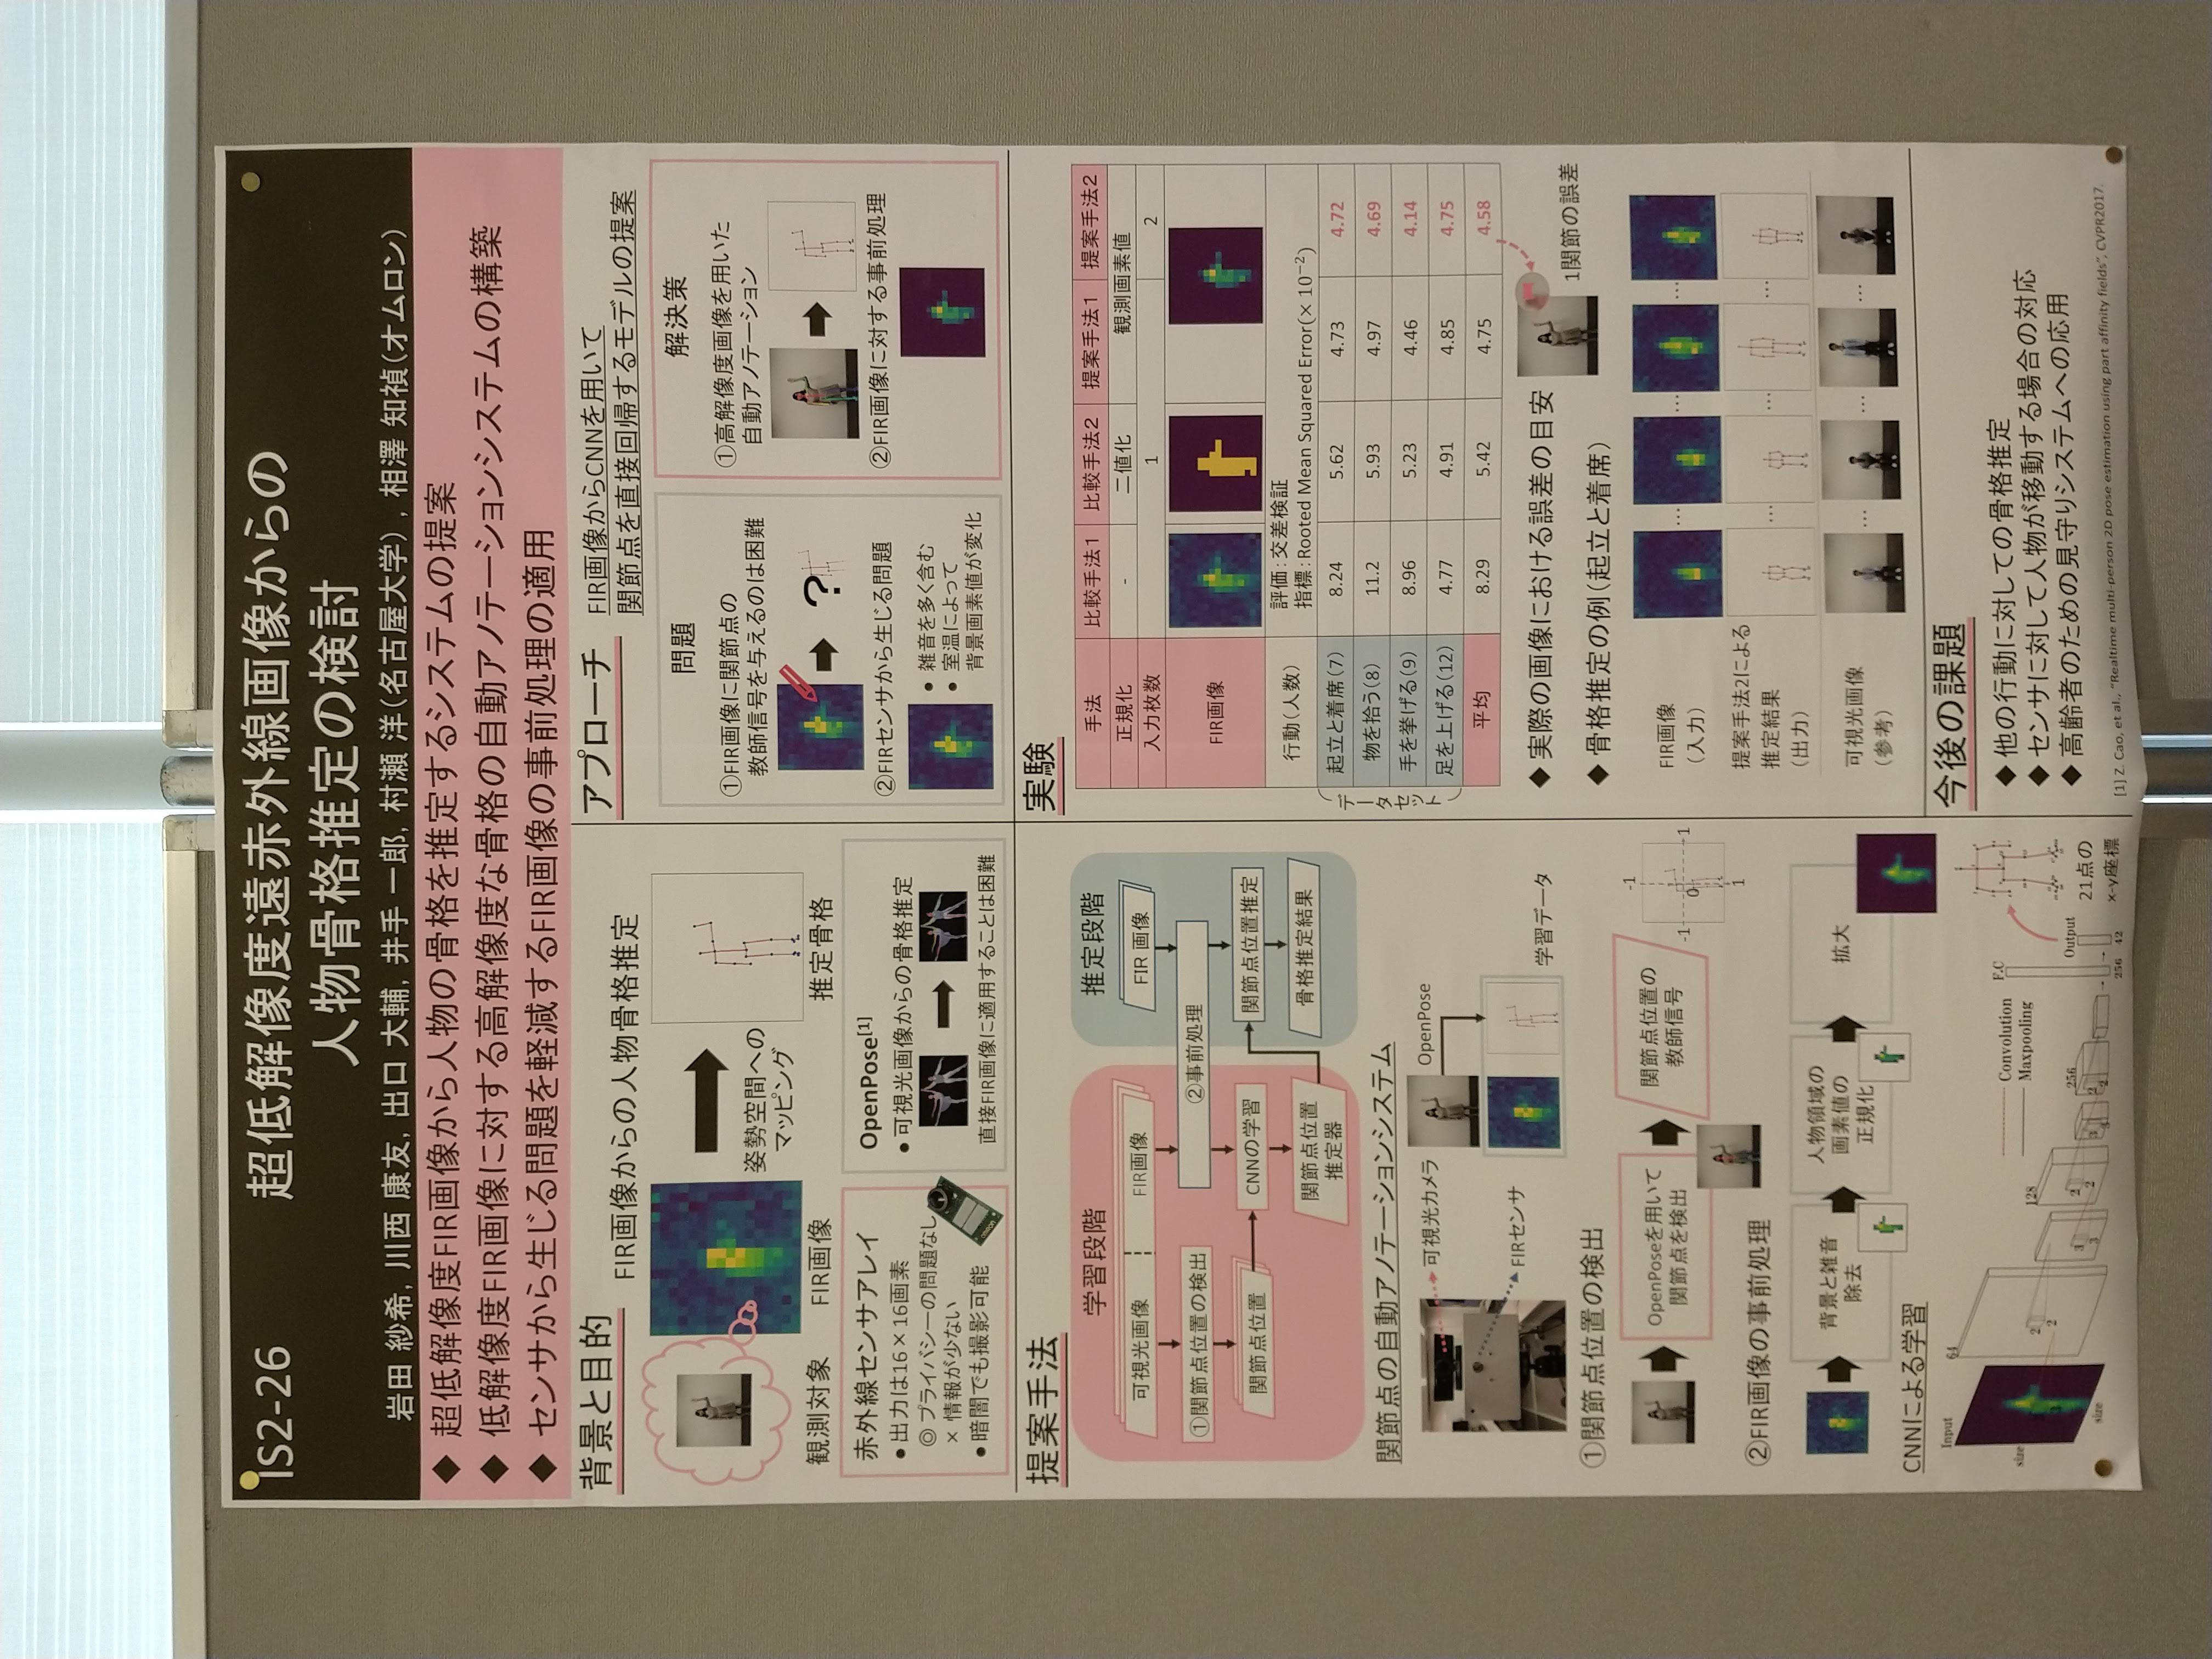 IS2-26
超低解像度遠赤外線画像からの
人物骨格推定の検討
岩田 紗希, 川西 康友, 出口 大輔, 井手 一郎, 村瀬 洋(名古屋大学), 相澤 知禎(オムロン)
◆ 超低解像度FIR画像から人物の骨格を推定するシステムの提案
◆ 低解像度FIR画像に対する高解像度な骨格の自動アノテーションシステムの構築
◆ センサから生じる問題を軽減するFIR画像の事前処理の適用
背景と目的
FIR画像からの人物骨格推定
姿勢空間への
マッピング
観測対象
FIR画像
推定骨格
赤外線センサアレイ
●出力は16×16画素
◎プライバシーの問題なし
×情報が少ない
●暗闇でも撮影可能
OpenPose[1]
●可視光画像からの骨格推定
直接FIR画像に適用することは困難
アプローチ
FIR画像からCNNを用いて
関節点を直接回帰するモデルの提案
問題
①FIR画像に関節点の
教師信号を与えるのは困難
?
②FIRセンサから生じる問題
● 雑音を多く含む
● 室温によって
背景画素値が変化
解決策
①高解像度画像を用いた
自動アノテーション
②FIR画像に対する事前処理
提案手法
学習段階
推定段階
可視光画像
FIR画像
FIR 画像
①関節点位置の検出
②事前処理
関節点位置
CNNの学習
関節点位置推定
関節点位置
推定器
骨格推定結果
関節点の自動アノテーションシステム
可視光カメラ
OpenPose
FIRセンサ
学習データ
①関節点位置の検出
OpenPoseを用いて
関節点を検出
関節点位置の
教師信号
-1
-1
0
1
1
②FIR画像の事前処理
背景と雑音
除去
人物領域の
画素値の
正規化
拡大
CNNによる学習
Input
size
size
64
2
2
3
3
128
2
2
3
3
256
2
2
Convolution
Maxpooling
F.C
256
Output
42
21点の
x-y座標
実験
手法 比較手法1 比較手法2 提案手法1 提案手法2
正規化 - 二値化 観測画素値
入力枚数 1 2
FIR画像
行動(人数)
評価:交差検証
指標:Rooted Mean Squared Error(× 10⁻²)
データセット
起立と着席(7) 8.24 5.62 4.73 4.72
物を拾う(8) 11.2 5.93 4.97 4.69
手を挙げる(9) 8.96 5.23 4.46 4.14
足を上げる(12) 4.77 4.91 4.85 4.75
平均 8.29 5.42 4.75 4.58
◆ 実際の画像における誤差の目安
1関節の誤差
◆ 骨格推定の例(起立と着席)
FIR画像
(入力)
… … …
提案手法2による
推定結果
(出力)
… … …
可視光画像
(参考)
… … …
今後の課題
◆ 他の行動に対しての骨格推定
◆ センサに対して人物が移動する場合の対応
◆ 高齢者のための見守りシステムへの応用
[1] Z. Cao, et al., "Realtime multi-person 2D pose estimation using part affinity fields", CVPR2017.